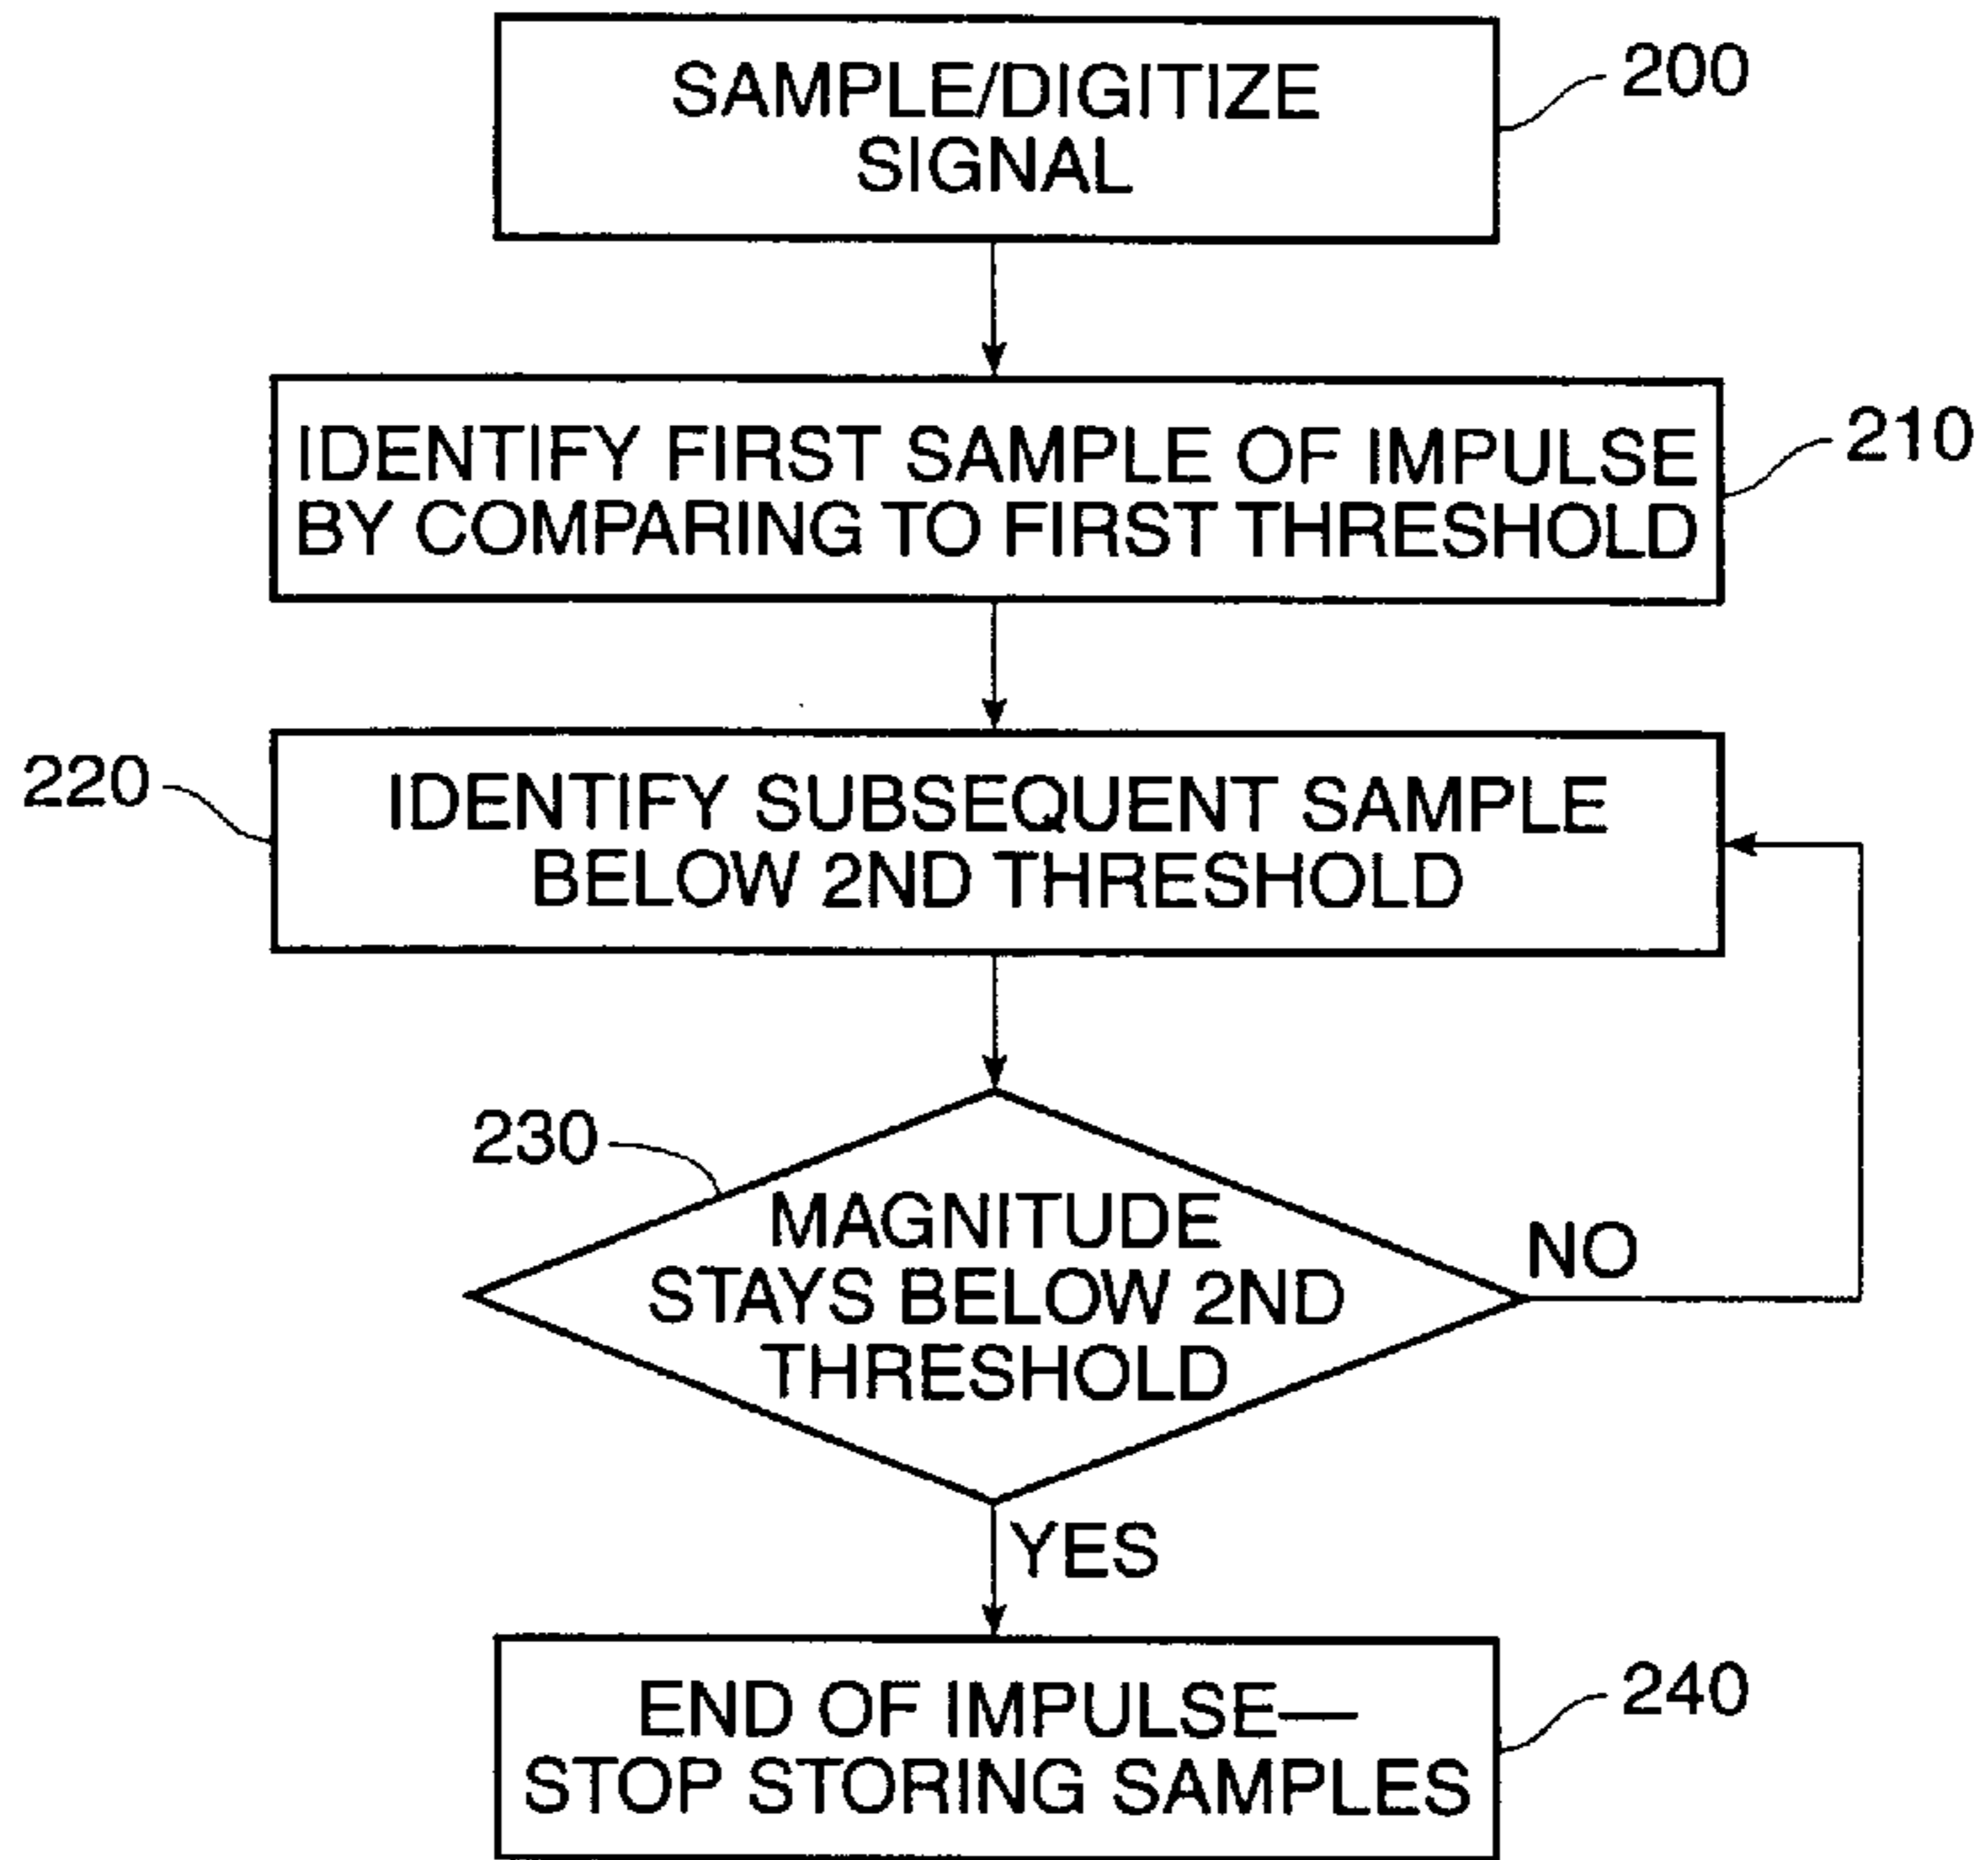 SAMPLE/DIGITIZE
SIGNAL
200
IDENTIFY FIRST SAMPLE OF IMPULSE
BY COMPARING TO FIRST THRESHOLD
210
220
IDENTIFY SUBSEQUENT SAMPLE
BELOW 2ND THRESHOLD
230
MAGNITUDE
STAYS BELOW 2ND
THRESHOLD
NO
YES
END OF IMPULSE—
STOP STORING SAMPLES
240